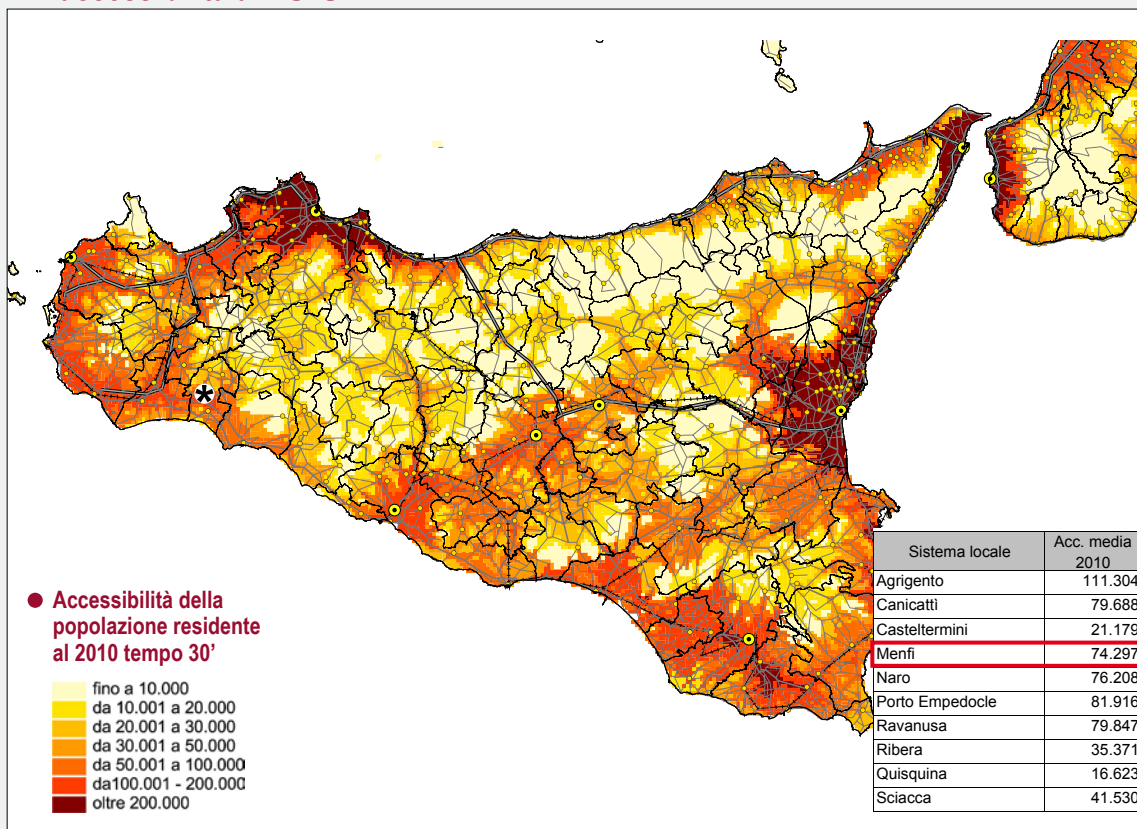 Accessibilità della
popolazione residente
al 2010 tempo 30'
fino a 10.000
da 10.001 a 20.000
da 20.001 a 30.000
da 30.001 a 50.000
da 50.001 a 100.000
da100.001 - 200.000
oltre 200.000
Sistema locale Acc. media 2010
Agrigento 111.304
Canicattì 79.688
Casteltermini 21.179
Menfi 74.297
Naro 76.208
Porto Empedocle 81.916
Ravanusa 79.847
Ribera 35.371
Quisquina 16.623
Sciacca 41.530